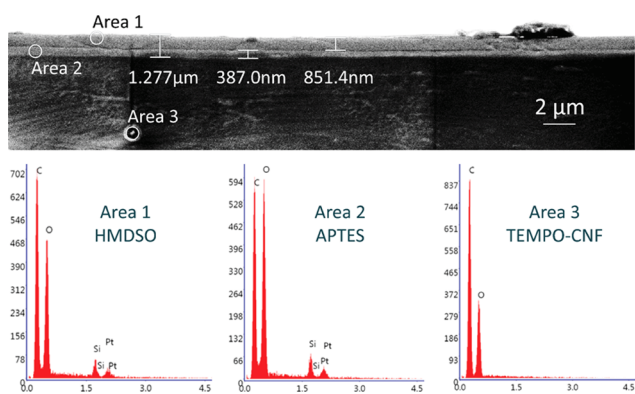 Area 1
Area 2
1.277µm 387.0nm 851.4nm
Area 3
2 µm
Area 1
HMDSO
C
O
Si
Pt
Si
Pt
702
624
546
468
390
312
234
156
78
0
0.0 1.5 3.0 4.5
Area 2
APTES
C
O
Si
Pt
Si
Pt
594
528
462
396
330
264
198
132
66
0
0.0 1.5 3.0 4.5
Area 3
TEMPO-CNF
C
O
837
744
651
558
465
372
279
187
93
0
0.0 1.5 3.0 4.5